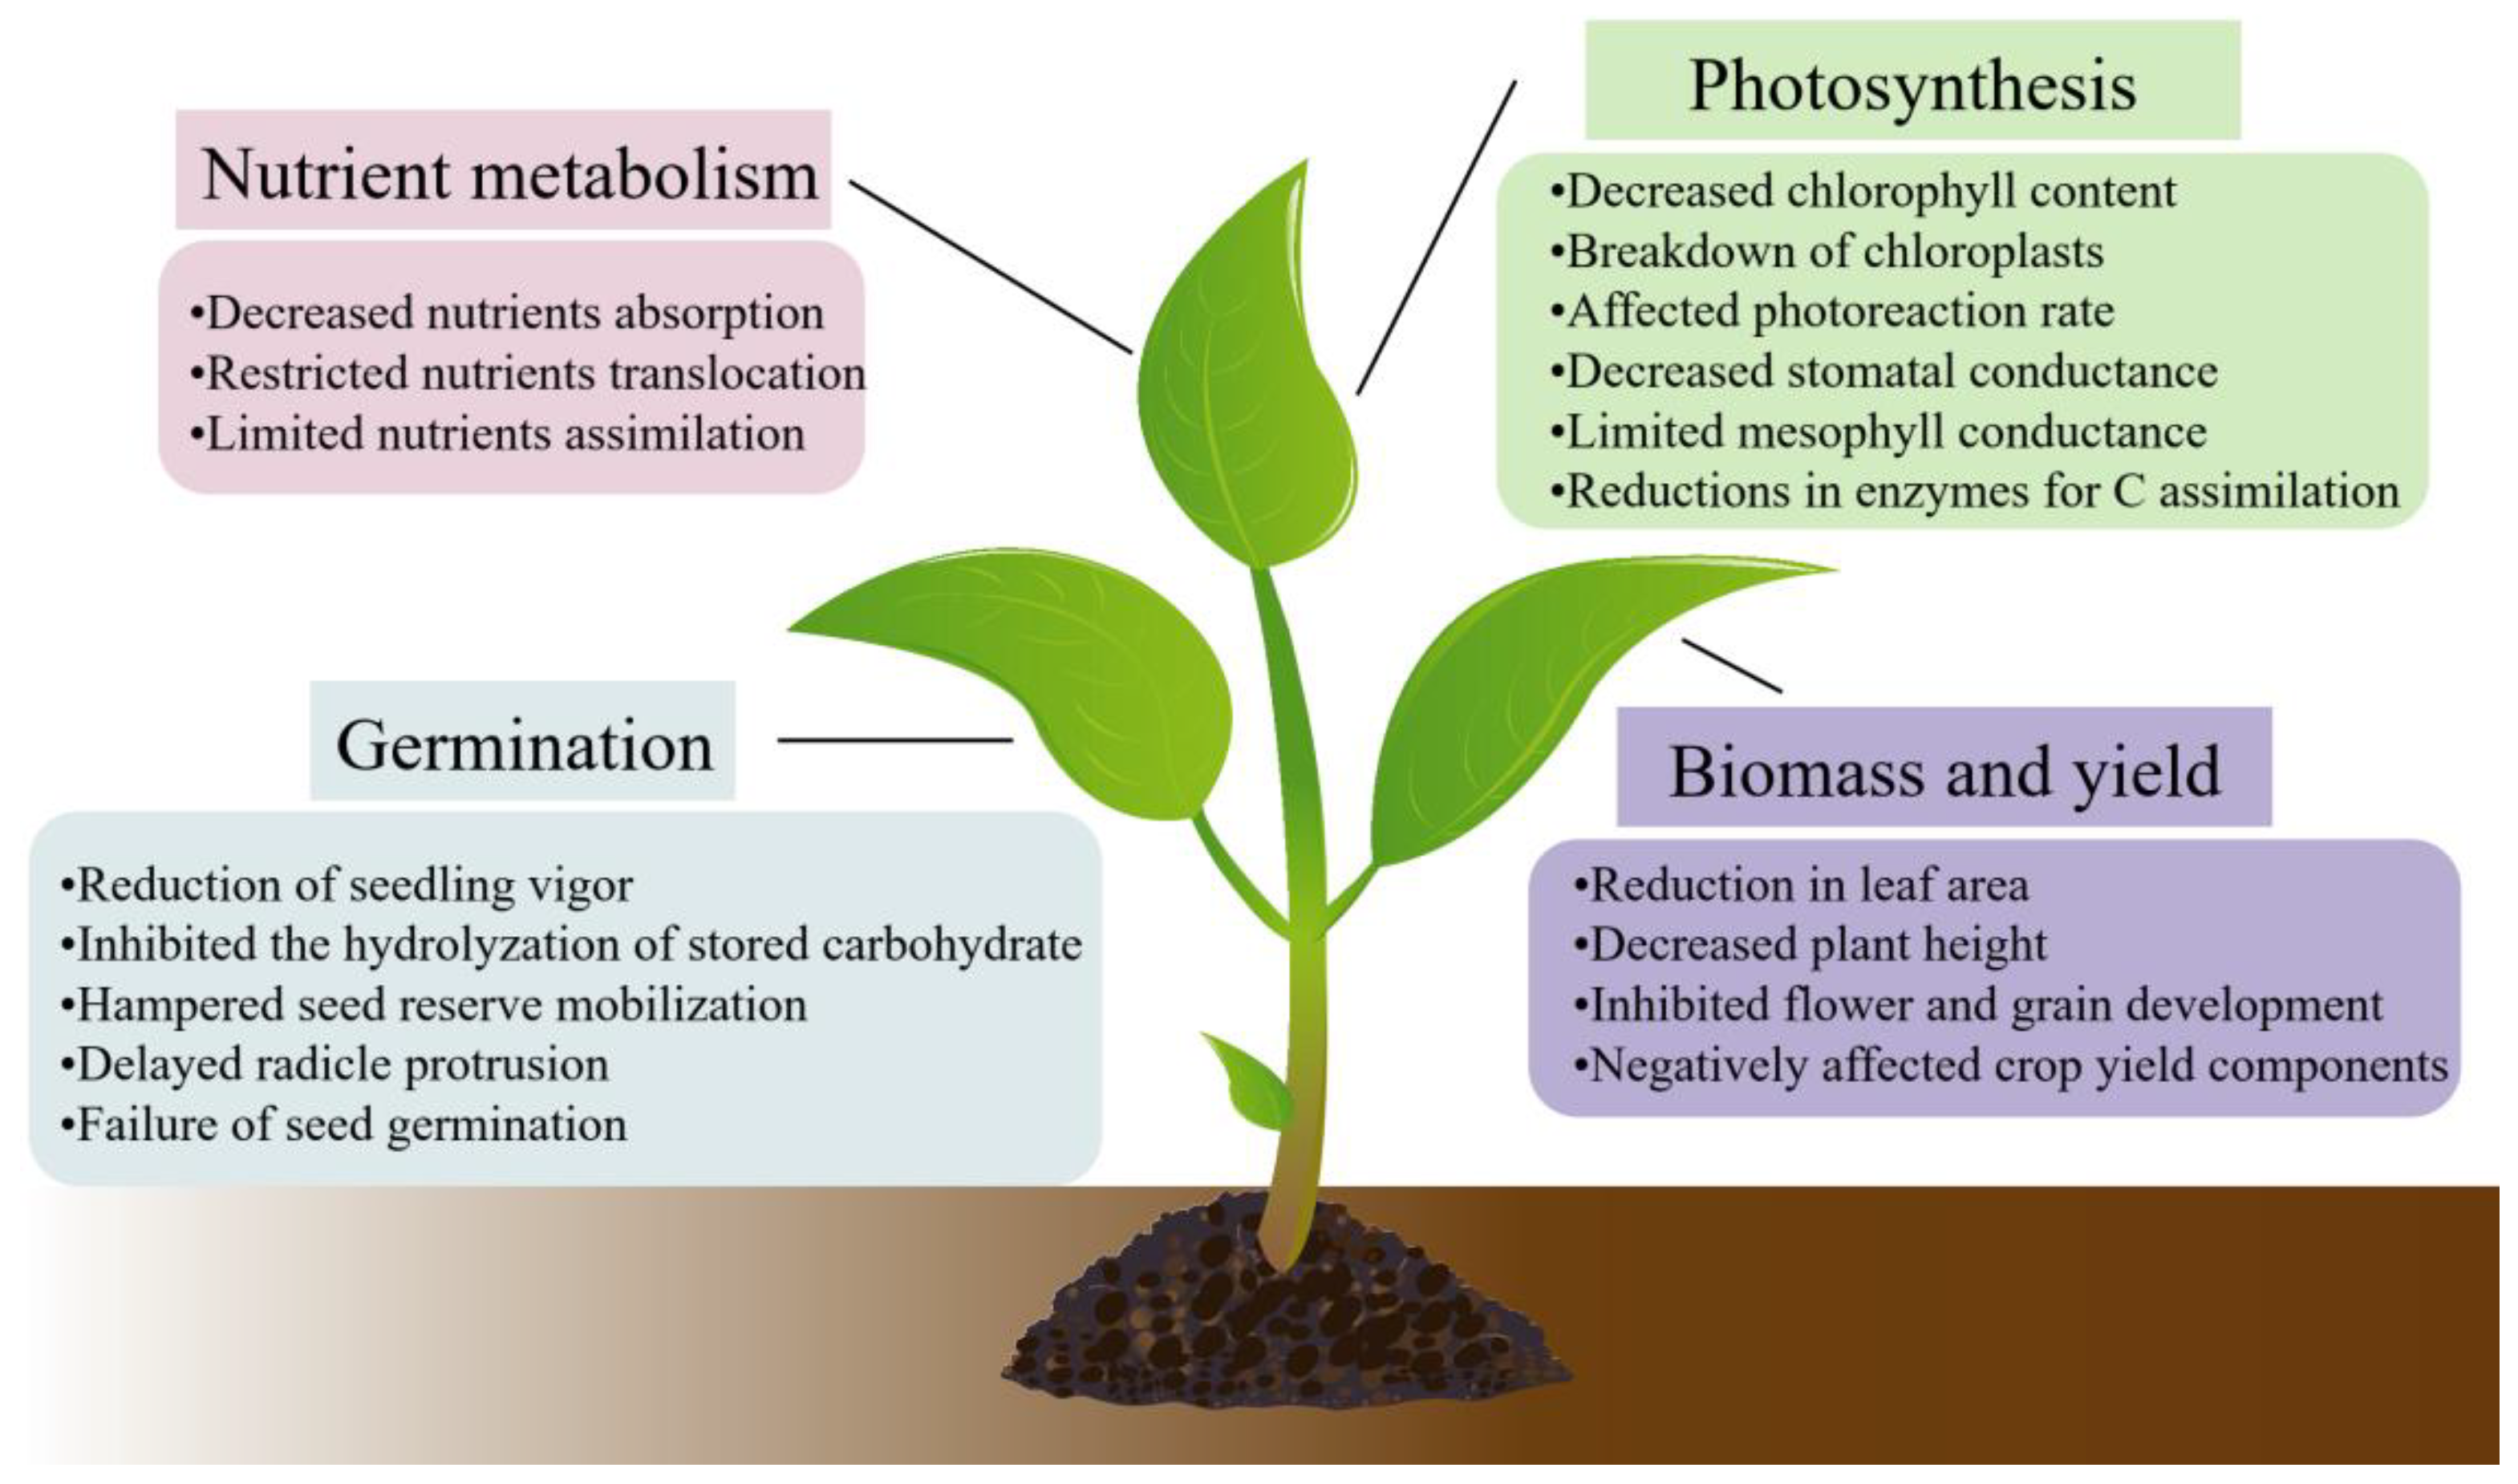 Nutrient metabolism
•Decreased nutrients absorption
•Restricted nutrients translocation
•Limited nutrients assimilation
Photosynthesis
•Decreased chlorophyll content
•Breakdown of chloroplasts
•Affected photoreaction rate
•Decreased stomatal conductance
•Limited mesophyll conductance
•Reductions in enzymes for C assimilation
Germination
•Reduction of seedling vigor
•Inhibited the hydrolyzation of stored carbohydrate
•Hampered seed reserve mobilization
•Delayed radicle protrusion
•Failure of seed germination
Biomass and yield
•Reduction in leaf area
•Decreased plant height
•Inhibited flower and grain development
•Negatively affected crop yield components